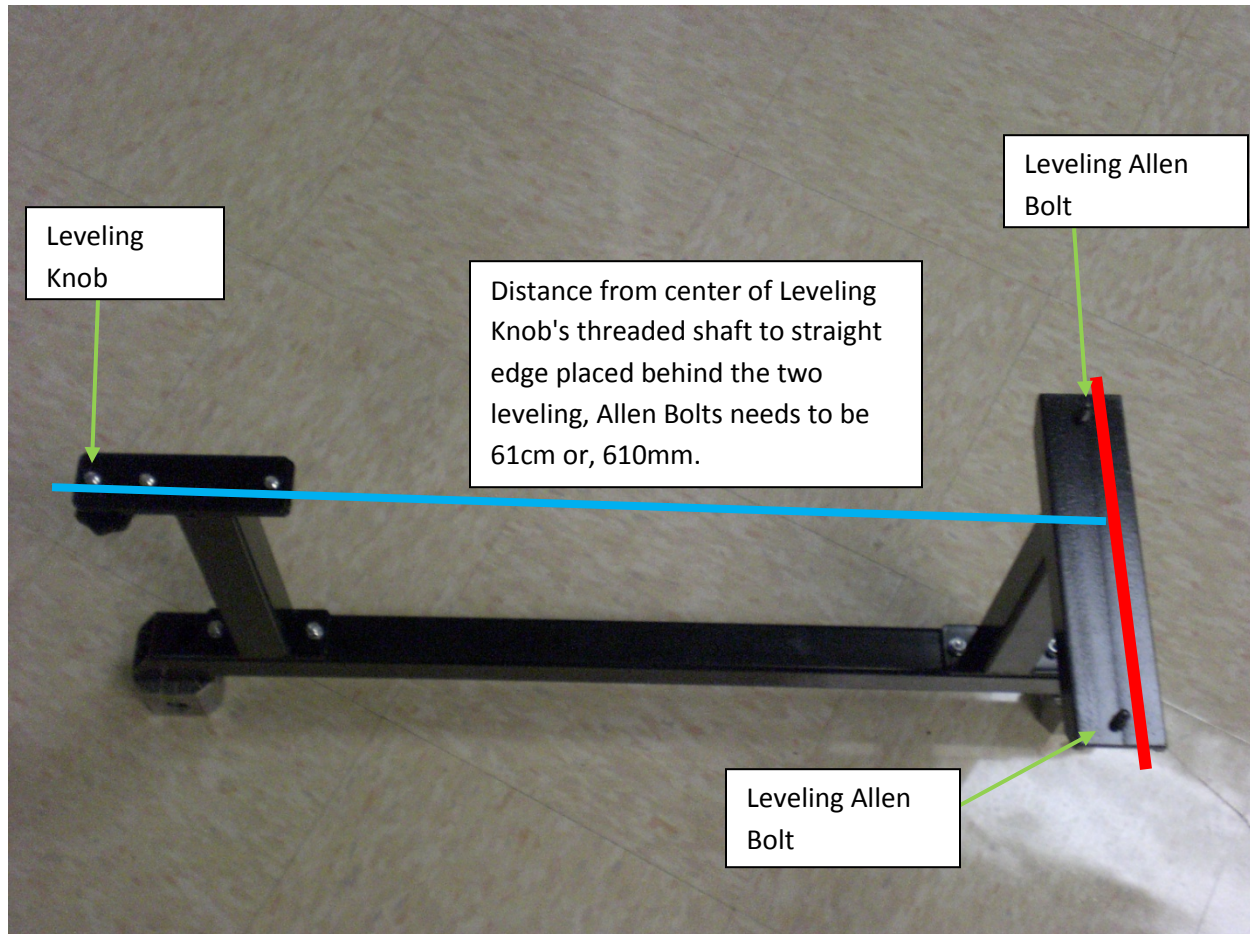 Leveling Allen
Bolt
Leveling
Knob
Distance from center of Leveling
Knob's threaded shaft to straight
edge placed behind the two
leveling, Allen Bolts needs to be
61cm or, 610mm.
Leveling Allen
Bolt